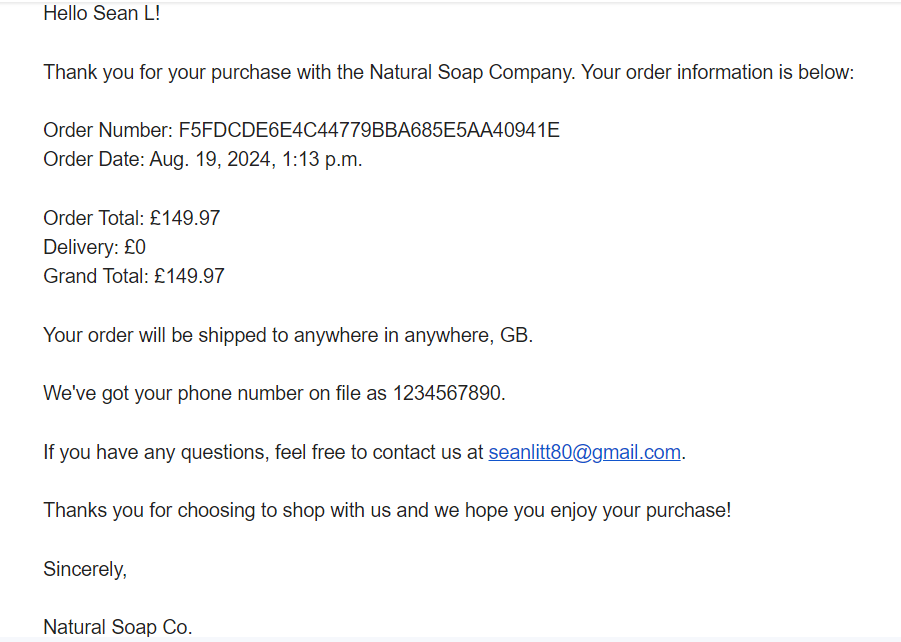 Hello Sean L!
Thank you for your purchase with the Natural Soap Company. Your order information is below:
Order Number: F5FDCDE6E4C44779BBA685E5AA40941E
Order Date: Aug. 19, 2024, 1:13 p.m.
Order Total: £149.97
Delivery: £0
Grand Total: £149.97
Your order will be shipped to anywhere in anywhere, GB.
We've got your phone number on file as 1234567890.
If you have any questions, feel free to contact us at seanlitt80@gmail.com.
Thanks you for choosing to shop with us and we hope you enjoy your purchase!
Sincerely,
Natural Soap Co.